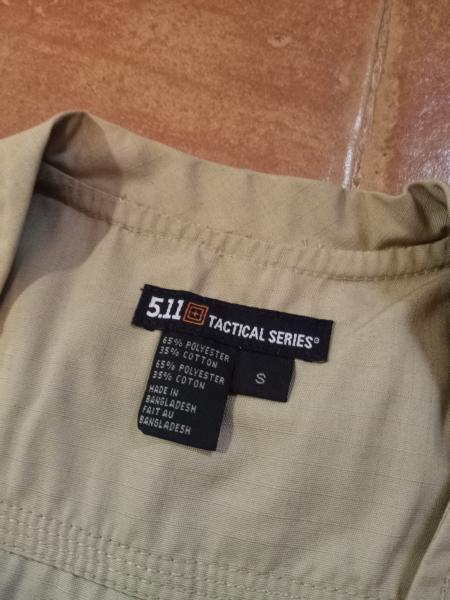 5.11 TACTICAL SERIES®
65% POLYESTER
35% COTTON
65% POLYESTER
35% COTON
MADE IN
BANGLADESH
FAIT AU
BANGLADESH
S